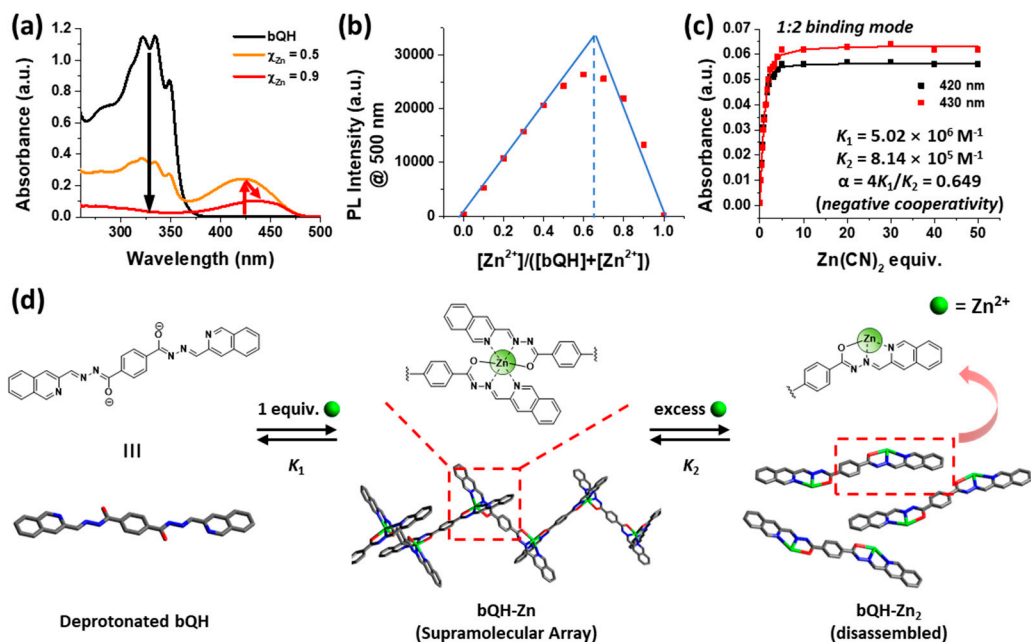 (a)
Absorbance (a.u.)
1.2
1.0
0.8
0.6
0.4
0.2
0.0
bQH
χZn = 0.5
χZn = 0.9
300 350 400 450 500
Wavelength (nm)
(b)
PL Intensity (a.u.)
@ 500 nm
30000
20000
10000
0
0.0 0.2 0.4 0.6 0.8 1.0
[Zn²⁺]/([bQH]+[Zn²⁺])
(c)
Absorbance (a.u.)
0.08
0.07
0.06
0.05
0.04
0.03
0.02
0.01
0.00
1:2 binding mode
420 nm
430 nm
K₁ = 5.02 × 10⁶ M⁻¹
K₂ = 8.14 × 10⁵ M⁻¹
α = 4K₁/K₂ = 0.649
(negative cooperativity)
0 10 20 30 40 50
Zn(CN)₂ equiv.
(d)
= Zn²⁺
O⊖
N
N
N
N
N
O⊖
N
III
1 equiv.
K₁
N
N
N
O
Zn
O
N
N
N
excess
K₂
Zn
O
N
N
N
Deprotonated bQH
bQH-Zn
(Supramolecular Array)
bQH-Zn₂
(disassembled)